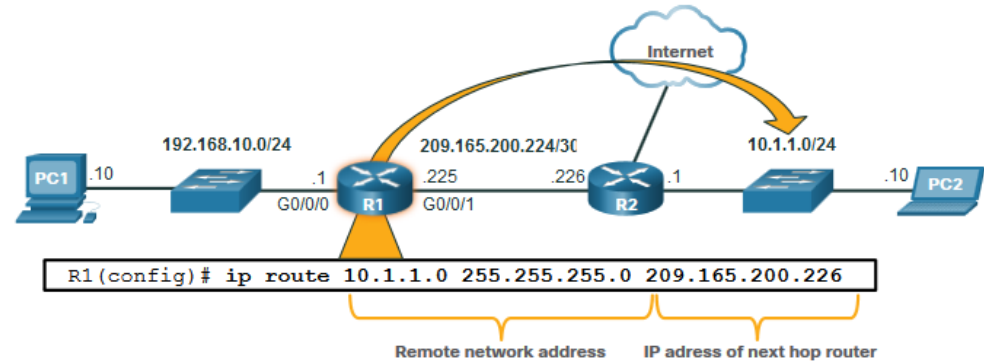 Internet
192.168.10.0/24
209.165.200.224/30
10.1.1.0/24
PC1
.10
.1
R1
.225
.226
R2
.1
.10
PC2
G0/0/0
G0/0/1
R1(config)# ip route 10.1.1.0 255.255.255.0 209.165.200.226
Remote network address
IP adress of next hop router